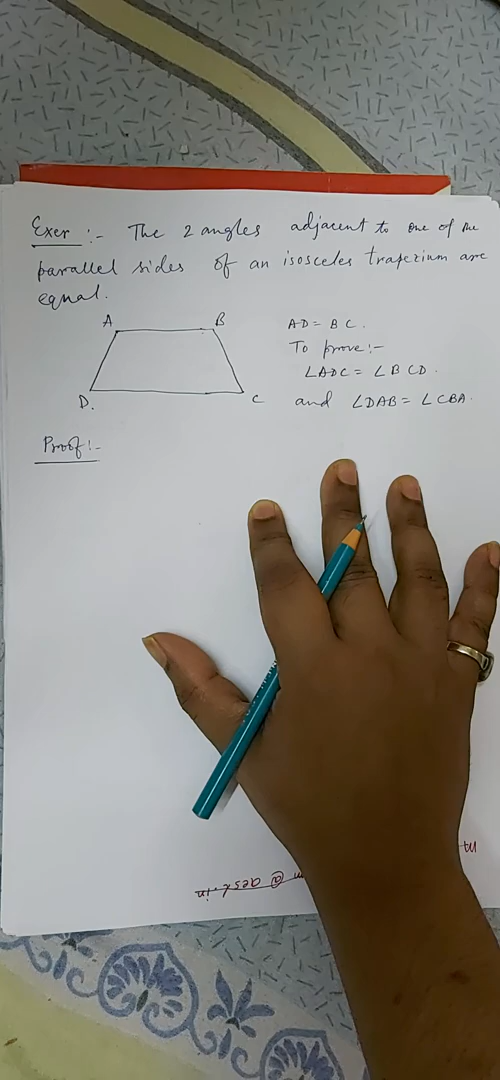 Exer :- The 2 angles adjacent to one of the
parallel sides of an isosceles trapezium are
equal.
A B
AD = BC.
To prove:-
∠ADC = ∠BCD.
D. C
and ∠DAB = ∠CBA.
Proof:-